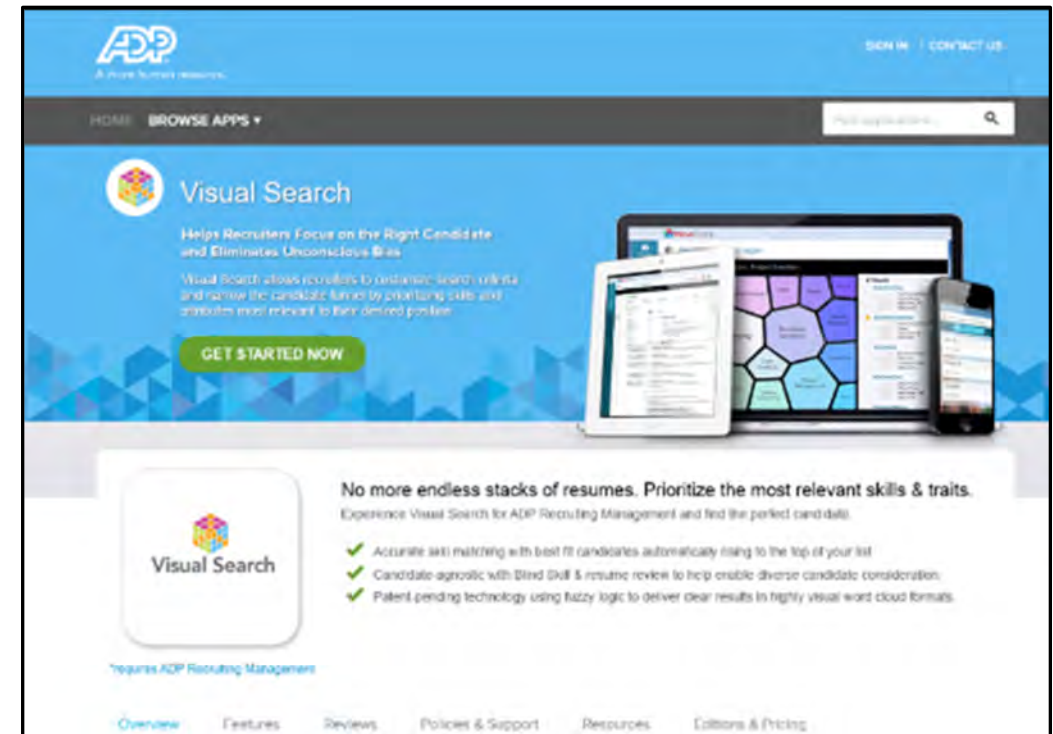 ADP
A more human resource.
SIGN IN | CONTACT US
HOME BROWSE APPS ▾
Find applications...
Visual Search
Helps Recruiters Focus on the Right Candidate
and Eliminates Unconscious Bias
Visual Search allows recruiters to customize search criteria
and narrow the candidate funnel by prioritizing skills and
attributes most relevant to their desired position
GET STARTED NOW
No more endless stacks of resumes. Prioritize the most relevant skills & traits.
Experience Visual Search for ADP Recruiting Management and find the perfect candidate.
Accurate skill matching with best fit candidates automatically rising to the top of your list
Candidate-agnostic with Blind Skill & resume review to help enable diverse candidate consideration.
Patent-pending technology using fuzzy logic to deliver clear results in highly visual word cloud formats.
Visual Search
*requires ADP Recruiting Management
Overview Features Reviews Policies & Support Resources Editions & Pricing